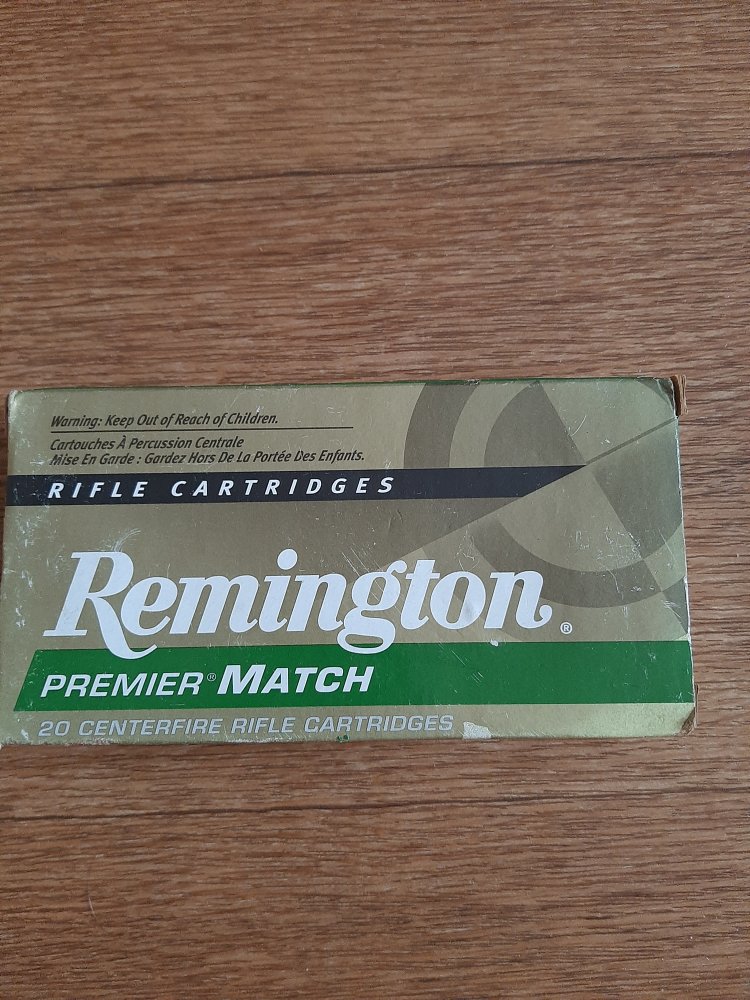 Warning: Keep Out of Reach of Children.
Cartouches À Percussion Centrale
Mise En Garde : Gardez Hors De La Portée Des Enfants.
RIFLE CARTRIDGES
Remington®
PREMIER® MATCH
20 CENTERFIRE RIFLE CARTRIDGES